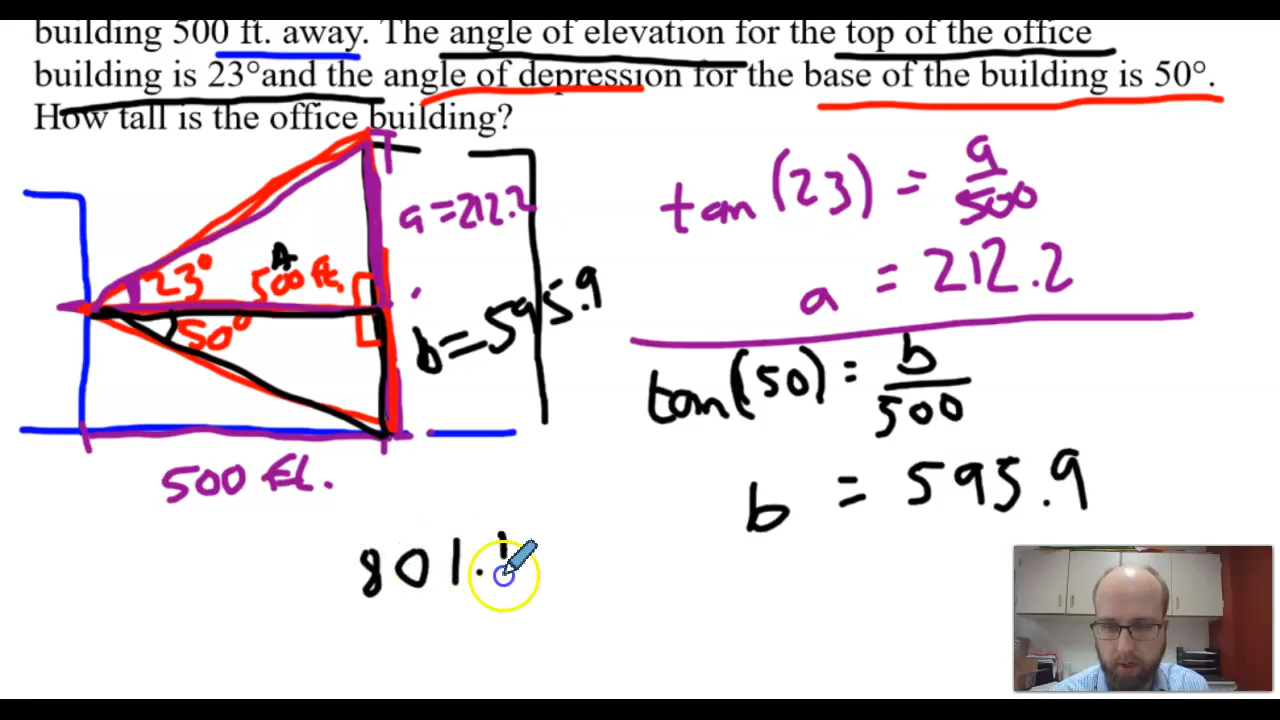 building 500 ft. away. The angle of elevation for the top of the office
building is 23°and the angle of depression for the base of the building is 50°.
How tall is the office building?
tan(23) = a/500
a = 212.2
a = 212.2
23° 500 ft.
50°
b = 595.9
tan(50) = b/500
500 ft.
b = 595.9
801.1